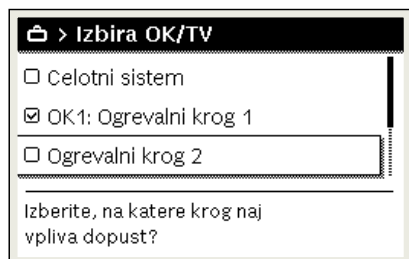 > Izbira OK/TV
Celotni sistem
OK1: Ogrevalni krog 1
Ogrevalni krog 2
Izberite, na katere krog naj
vpliva dopust?